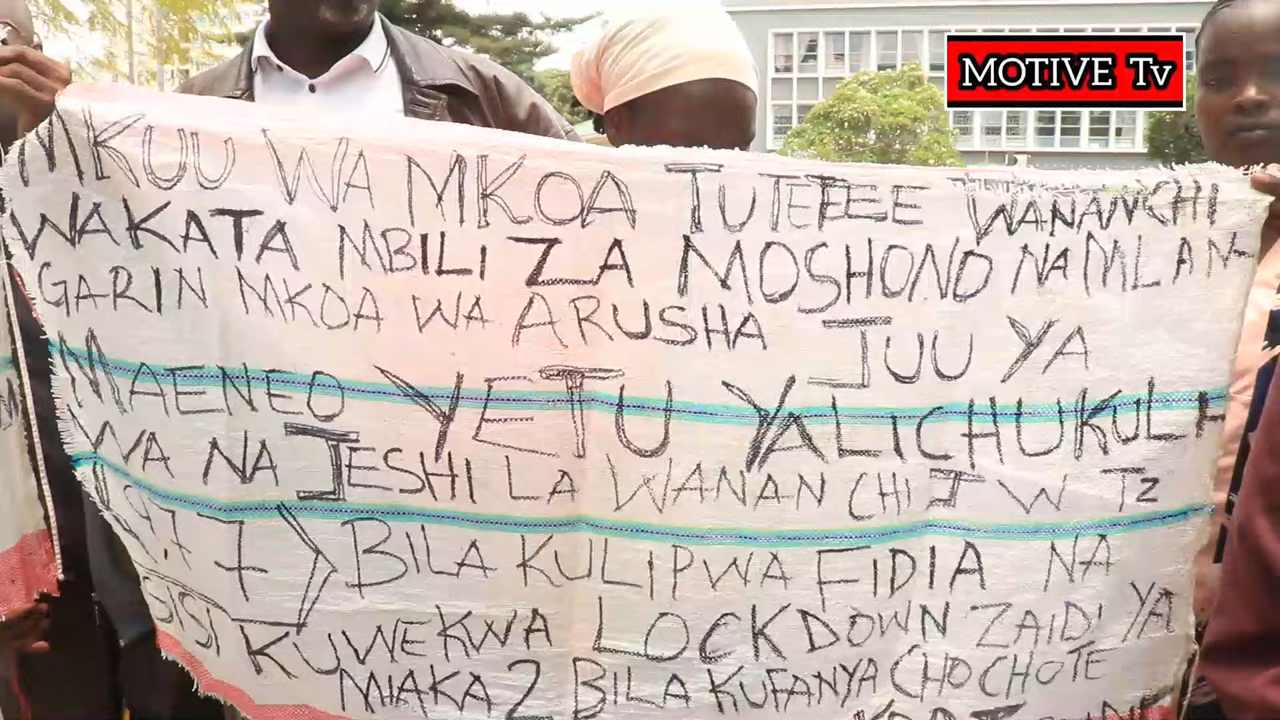 MOTIVE Tv
MKUU WA MKOA TUTETEE WANANCHI
WAKATA MBILI ZA MOSHONO NA MLAN-
GARIN MKOA WA ARUSHA JUU YA
MAENEO YETU YALICHUKULI
WA NA JESHI LA WANANCHI J W TZ
BILA KULIPWA FIDIA NA
SISI KUWEKWA LOCKDOWN ZAIDI YA
MIAKA 2 BILA KUFANYA CHOCHOTE